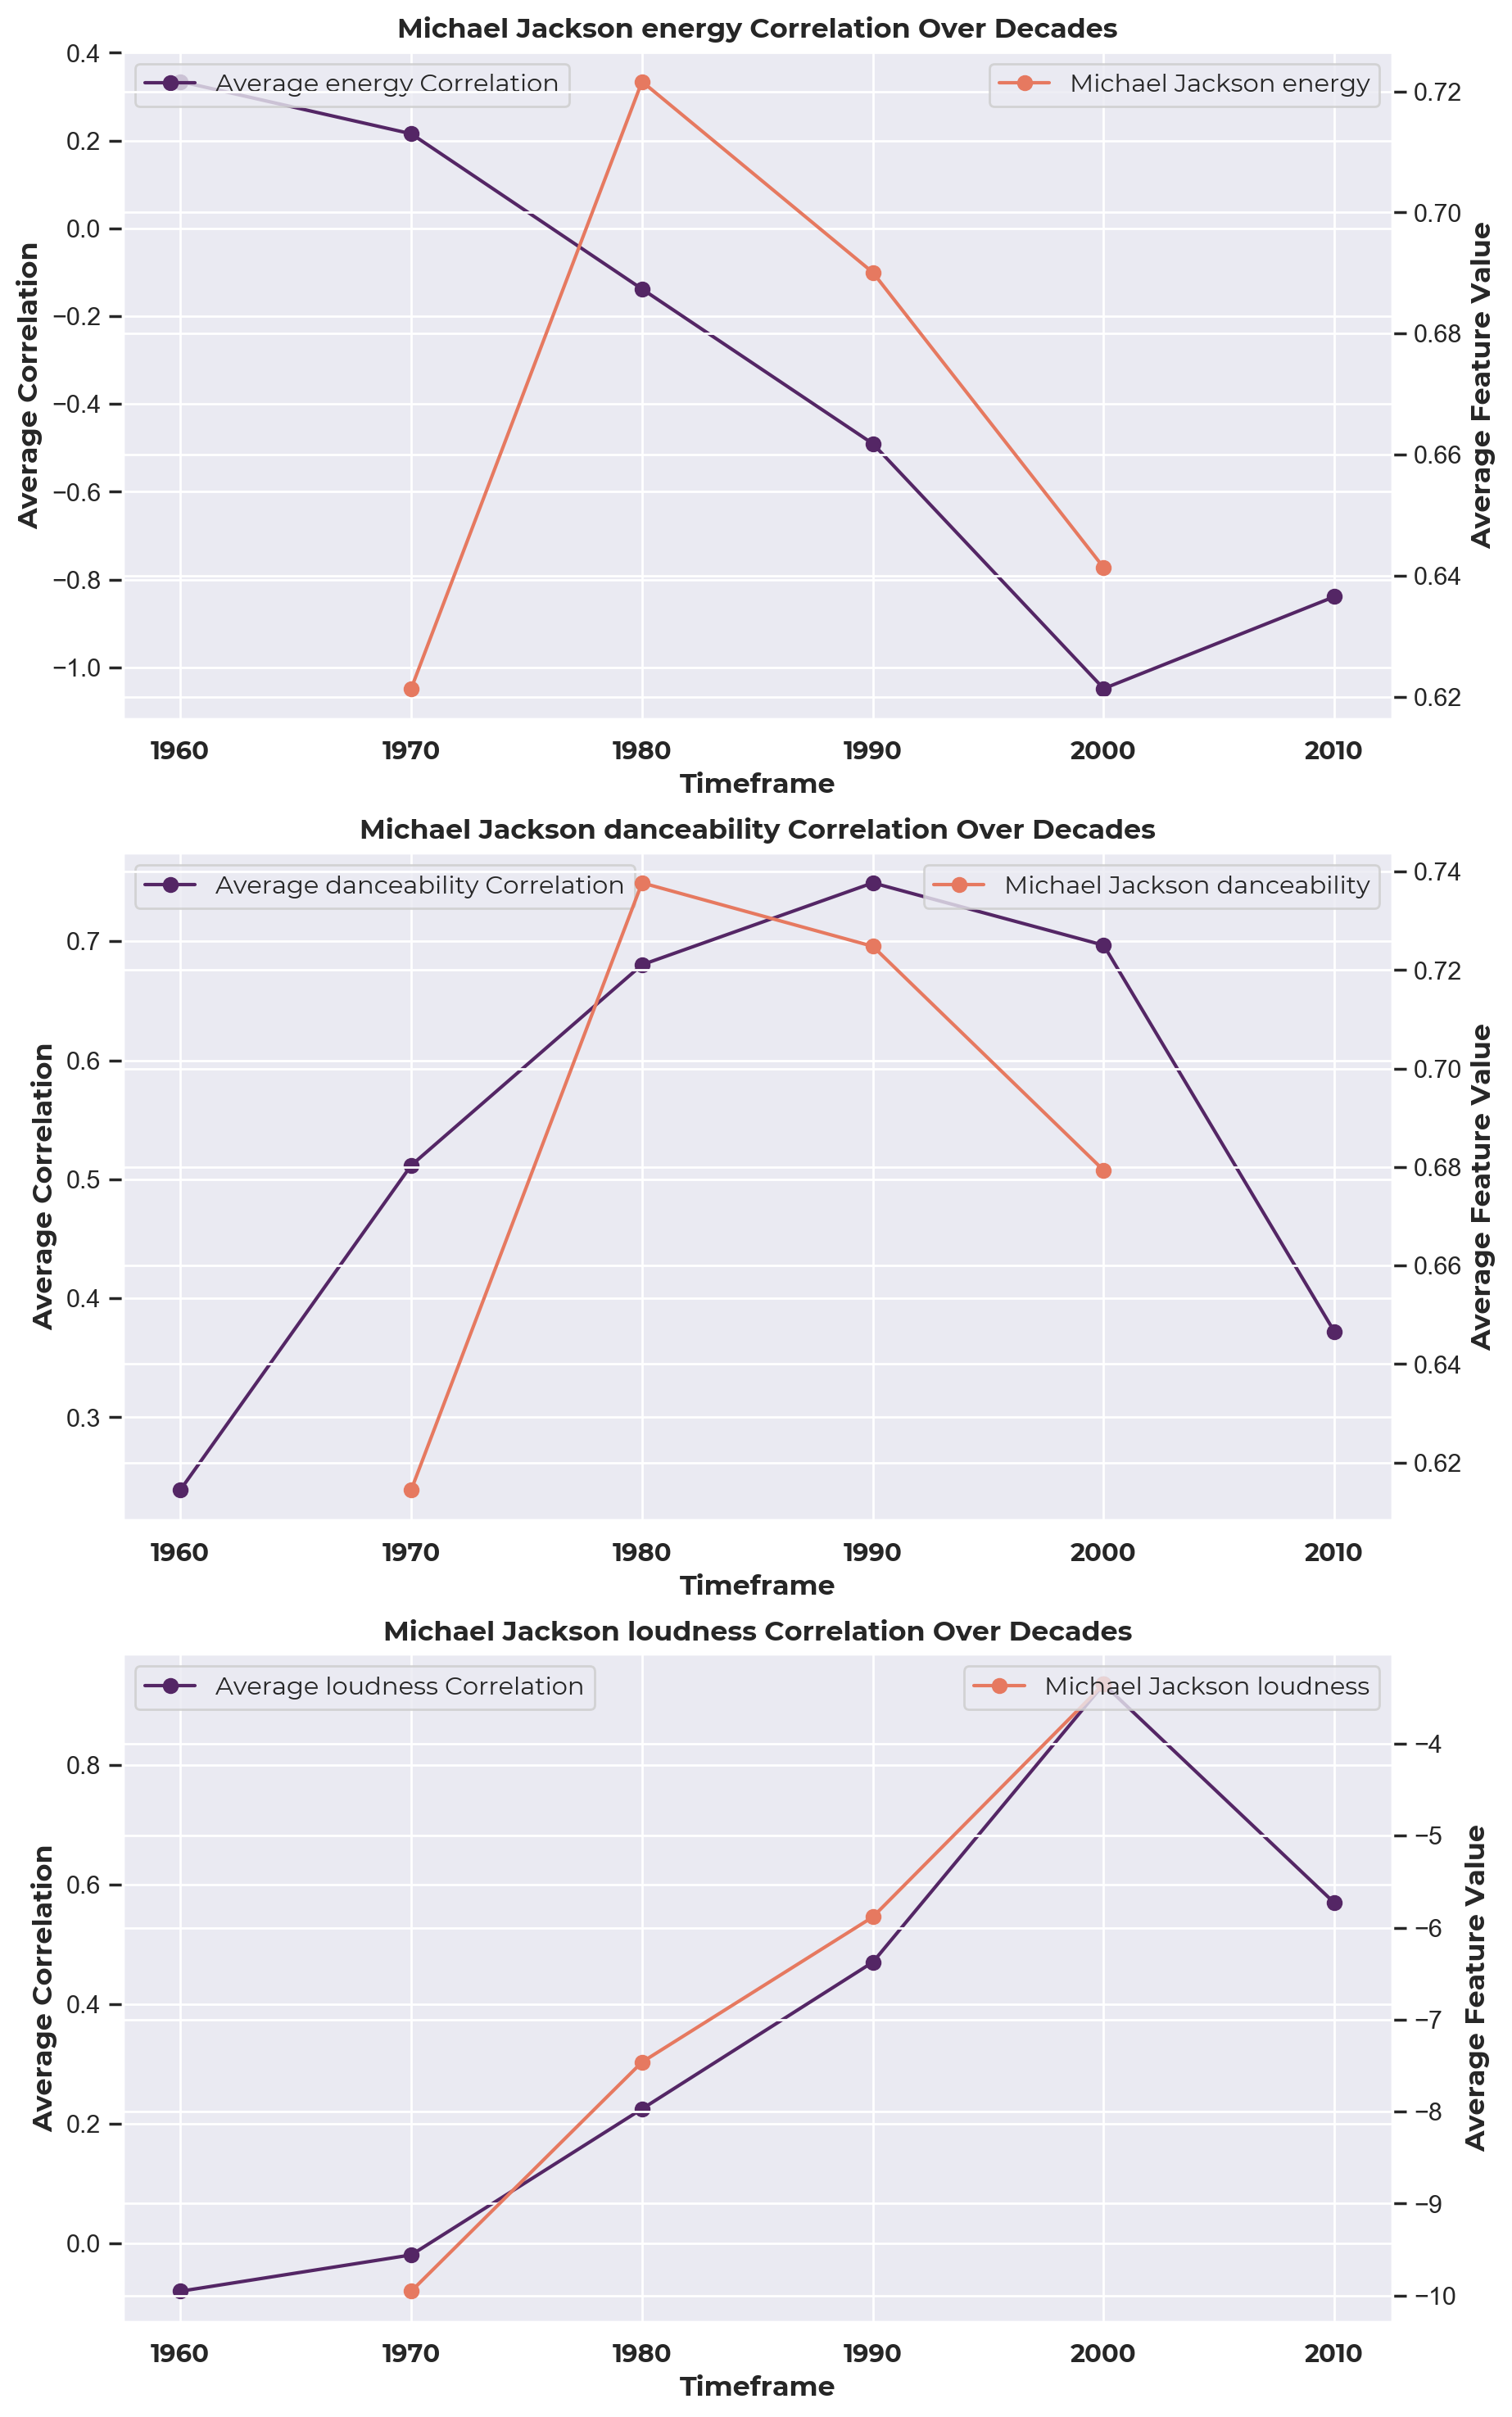 Michael Jackson energy Correlation Over Decades
Average energy Correlation
Michael Jackson energy
Average Correlation
0.4
0.2
0.0
−0.2
−0.4
−0.6
−0.8
−1.0
0.72
0.70
0.68
0.66
0.64
0.62
Average Feature Value
1960 1970 1980 1990 2000 2010
Timeframe
Michael Jackson danceability Correlation Over Decades
Average danceability Correlation
Michael Jackson danceability
Average Correlation
0.7
0.6
0.5
0.4
0.3
0.74
0.72
0.70
0.68
0.66
0.64
0.62
Average Feature Value
1960 1970 1980 1990 2000 2010
Timeframe
Michael Jackson loudness Correlation Over Decades
Average loudness Correlation
Michael Jackson loudness
Average Correlation
0.8
0.6
0.4
0.2
0.0
−4
−5
−6
−7
−8
−9
−10
Average Feature Value
1960 1970 1980 1990 2000 2010
Timeframe